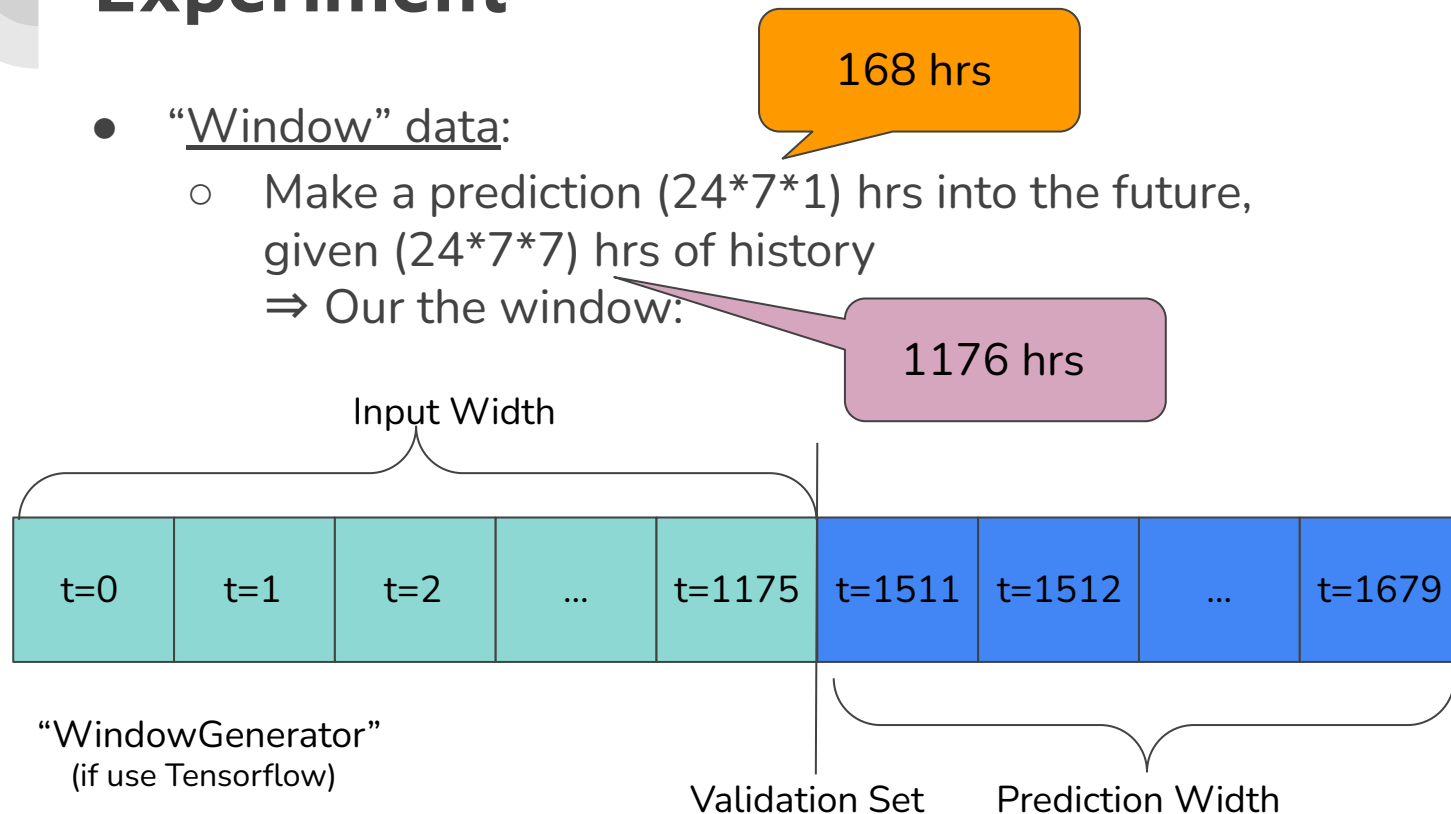 Experiment
168 hrs
● “Window” data:
○ Make a prediction (24*7*1) hrs into the future,
given (24*7*7) hrs of history
⇒ Our the window:
1176 hrs
Input Width
t=0 t=1 t=2 ... t=1175 t=1511 t=1512 ... t=1679
“WindowGenerator”
(if use Tensorflow)
Validation Set Prediction Width